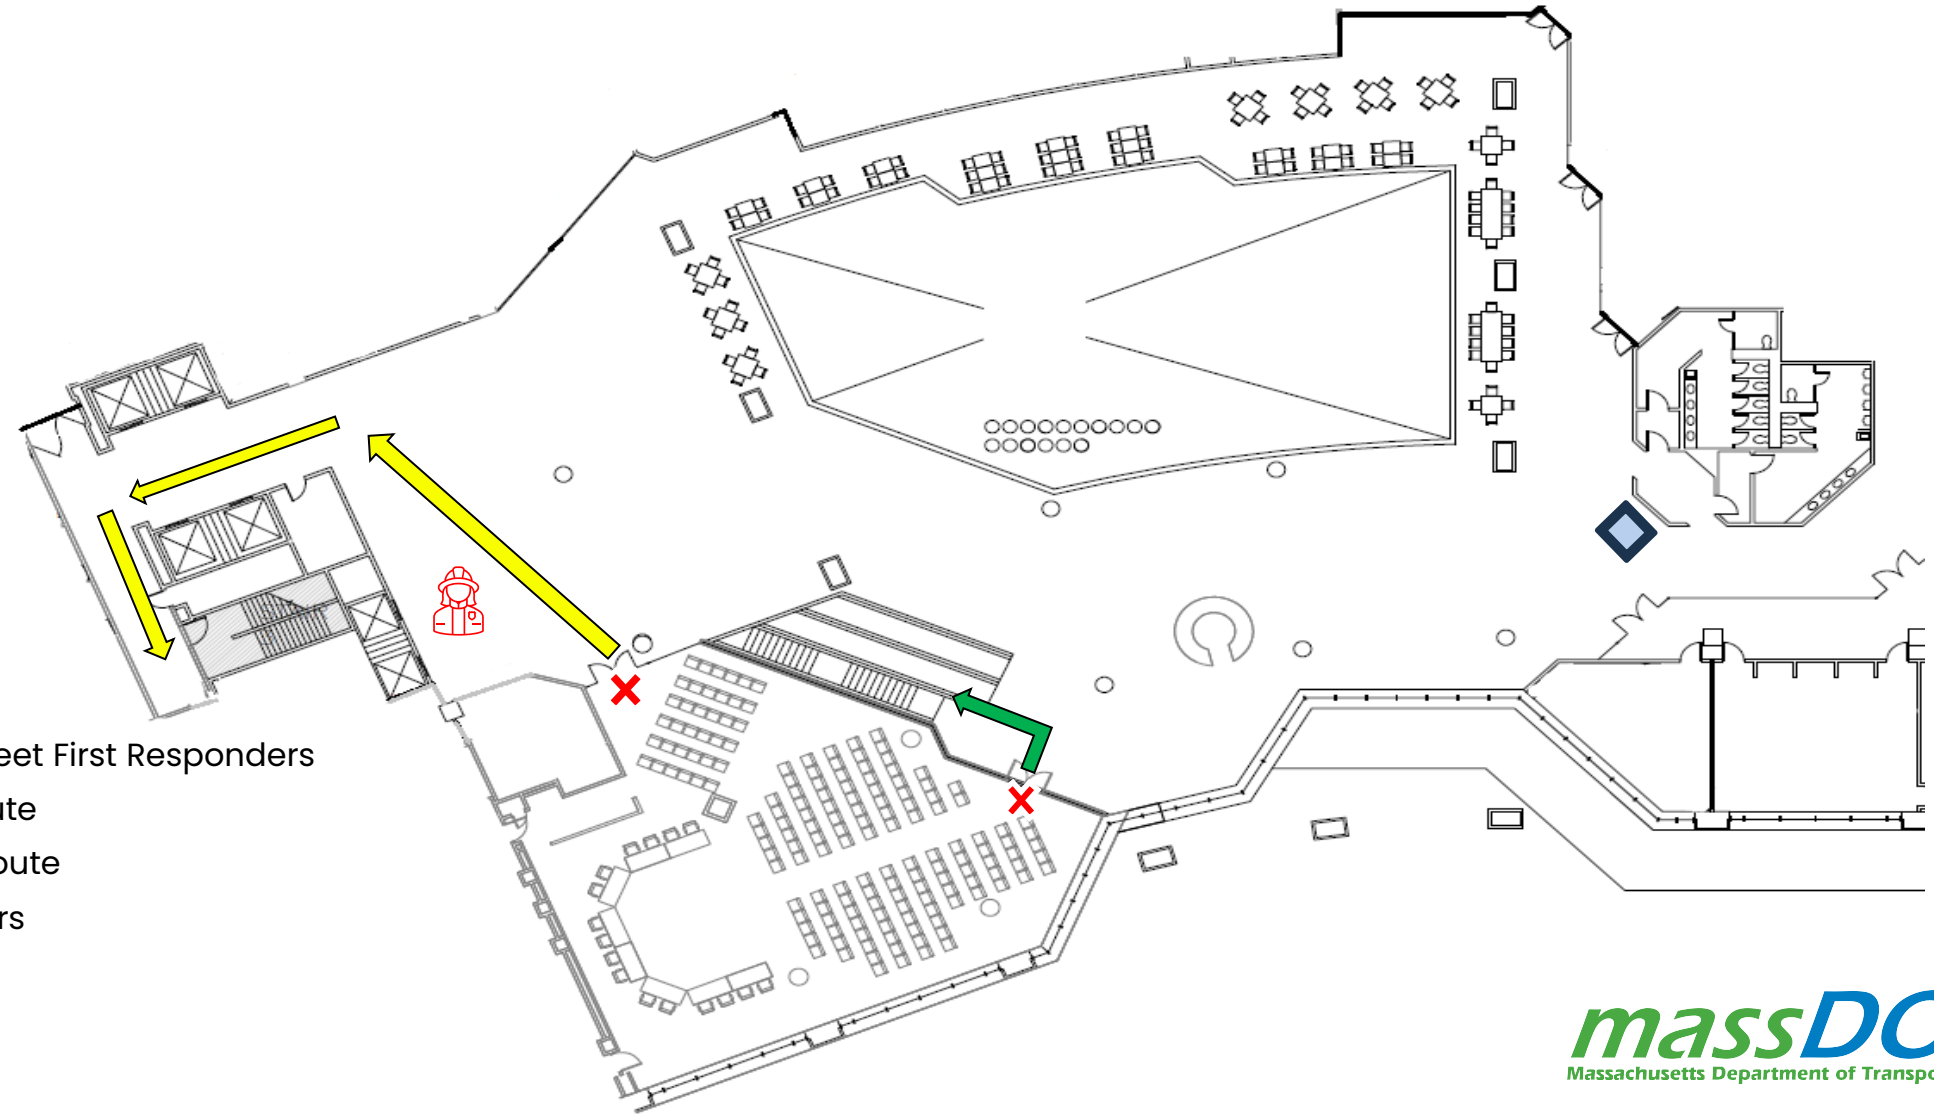 eet First Responders
ute
oute
rs
massDO
Massachusetts Department of Transpo